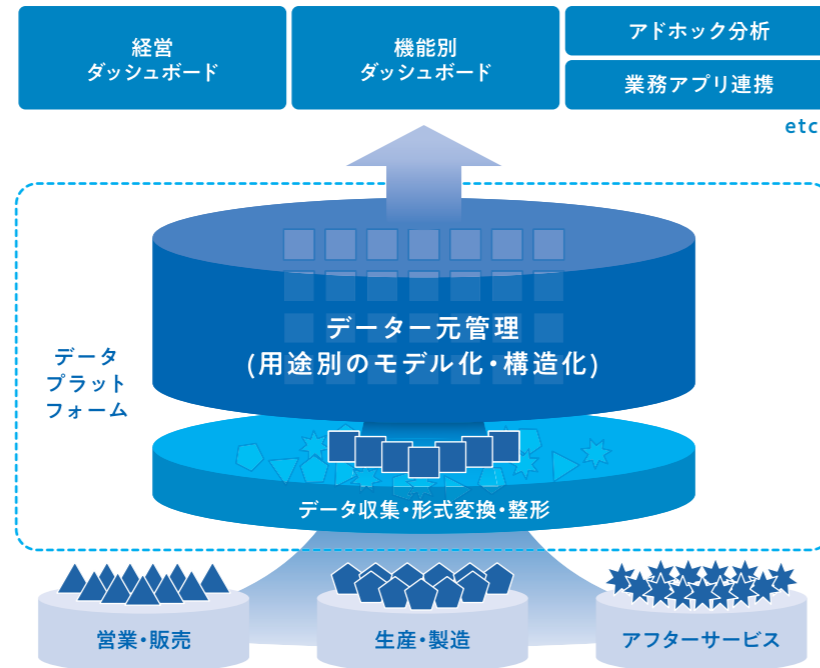 経営
ダッシュボード
機能別
ダッシュボード
アドホック分析
業務アプリ連携
etc
データ
プラット
フォーム
データ一元管理
(用途別のモデル化・構造化)
データ収集・形式変換・整形
営業・販売
生産・製造
アフターサービス